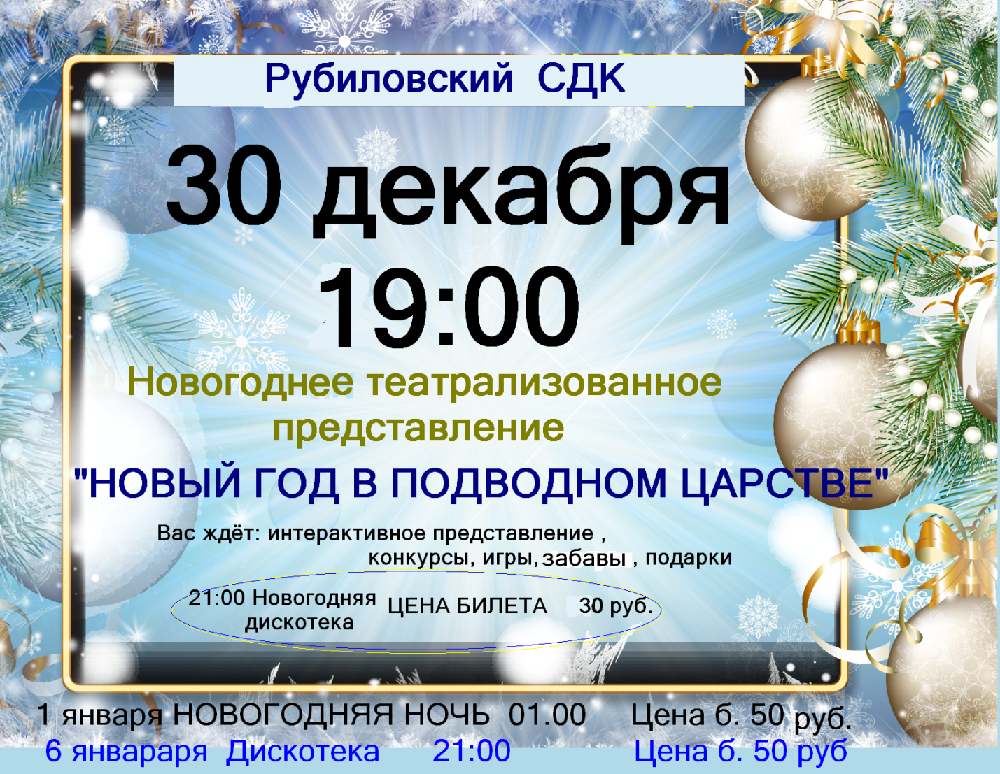 Рубиловский СДК
30 декабря
19:00
Новогоднее театрализованное
представление
"НОВЫЙ ГОД В ПОДВОДНОМ ЦАРСТВЕ"
Вас ждёт: интерактивное представление ,
конкурсы, игры, забавы , подарки
21:00 Новогодняя
дискотека
ЦЕНА БИЛЕТА 30 руб.
1 января НОВОГОДНЯЯ НОЧЬ 01.00 Цена б. 50 руб.
6 январаря Дискотека 21:00 Цена б. 50 руб